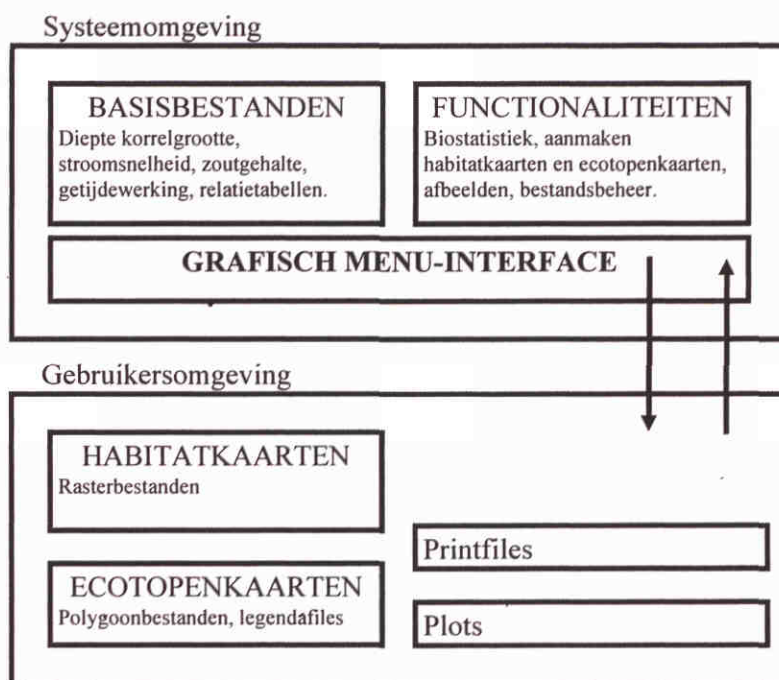 Systeemomgeving
BASISBESTANDEN
Diepte korrelgrootte,
stroomsnelheid, zoutgehalte,
getijdewerking, relatietabellen.
FUNCTIONALITEITEN
Biostatistiek, aanmaken
habitatkaarten en ecotopenkaarten,
afbeelden, bestandsbeheer.
GRAFISCH MENU-INTERFACE
Gebruikersomgeving
HABITATKAARTEN
Rasterbestanden
ECOTOPENKAARTEN
Polygoonbestanden, legendafiles
Printfiles
Plots